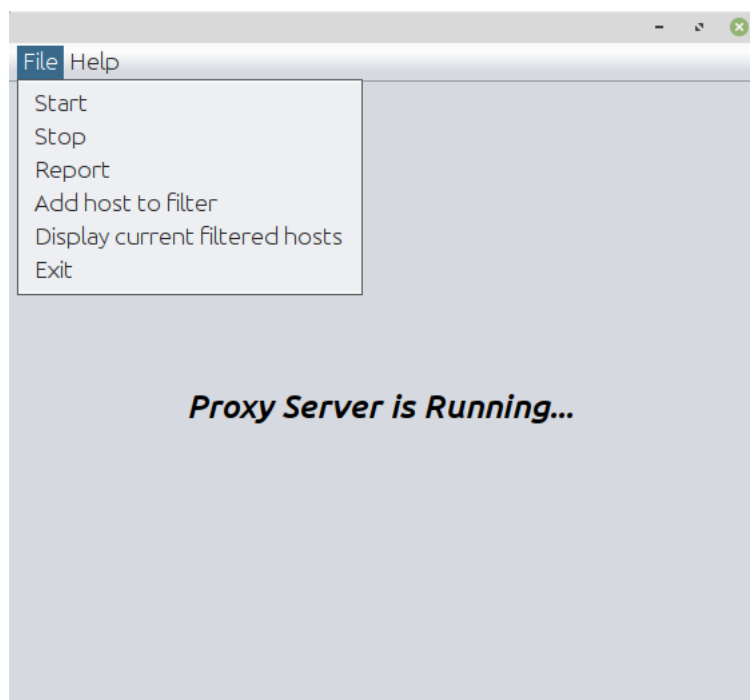 File Help
Start
Stop
Report
Add host to filter
Display current filtered hosts
Exit
Proxy Server is Running...